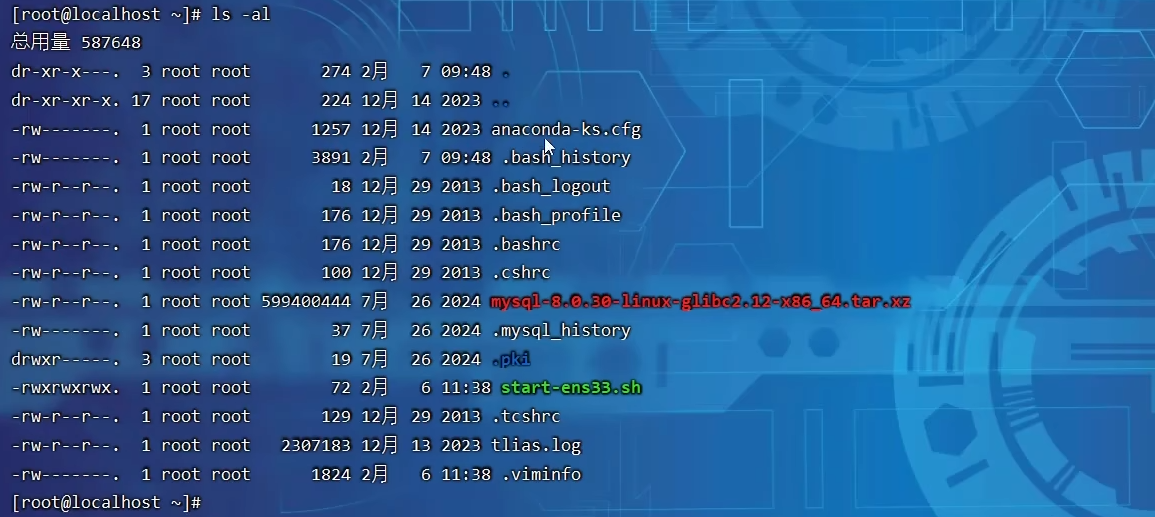 [root@localhost ~]# ls -al
总用量 587648
dr-xr-x---.  3 root root       274 2月   7 09:48 .
dr-xr-xr-x. 17 root root       224 12月 14 2023 ..
-rw-------.  1 root root      1257 12月 14 2023 anaconda-ks.cfg
-rw-------.  1 root root      3891 2月   7 09:48 .bash_history
-rw-r--r--.  1 root root        18 12月 29 2013 .bash_logout
-rw-r--r--.  1 root root       176 12月 29 2013 .bash_profile
-rw-r--r--.  1 root root       176 12月 29 2013 .bashrc
-rw-r--r--.  1 root root       100 12月 29 2013 .cshrc
-rw-r--r--.  1 root root 599400444 7月  26 2024 mysql-8.0.30-linux-glibc2.12-x86_64.tar.xz
-rw-------.  1 root root        37 7月  26 2024 .mysql_history
drwxr-----.  3 root root        19 7月  26 2024 .pki
-rwxrwxrwx.  1 root root        72 2月   6 11:38 start-ens33.sh
-rw-r--r--.  1 root root       129 12月 29 2013 .tcshrc
-rw-r--r--.  1 root root   2307183 12月 13 2023 tlias.log
-rw-------.  1 root root      1824 2月   6 11:38 .viminfo
[root@localhost ~]#